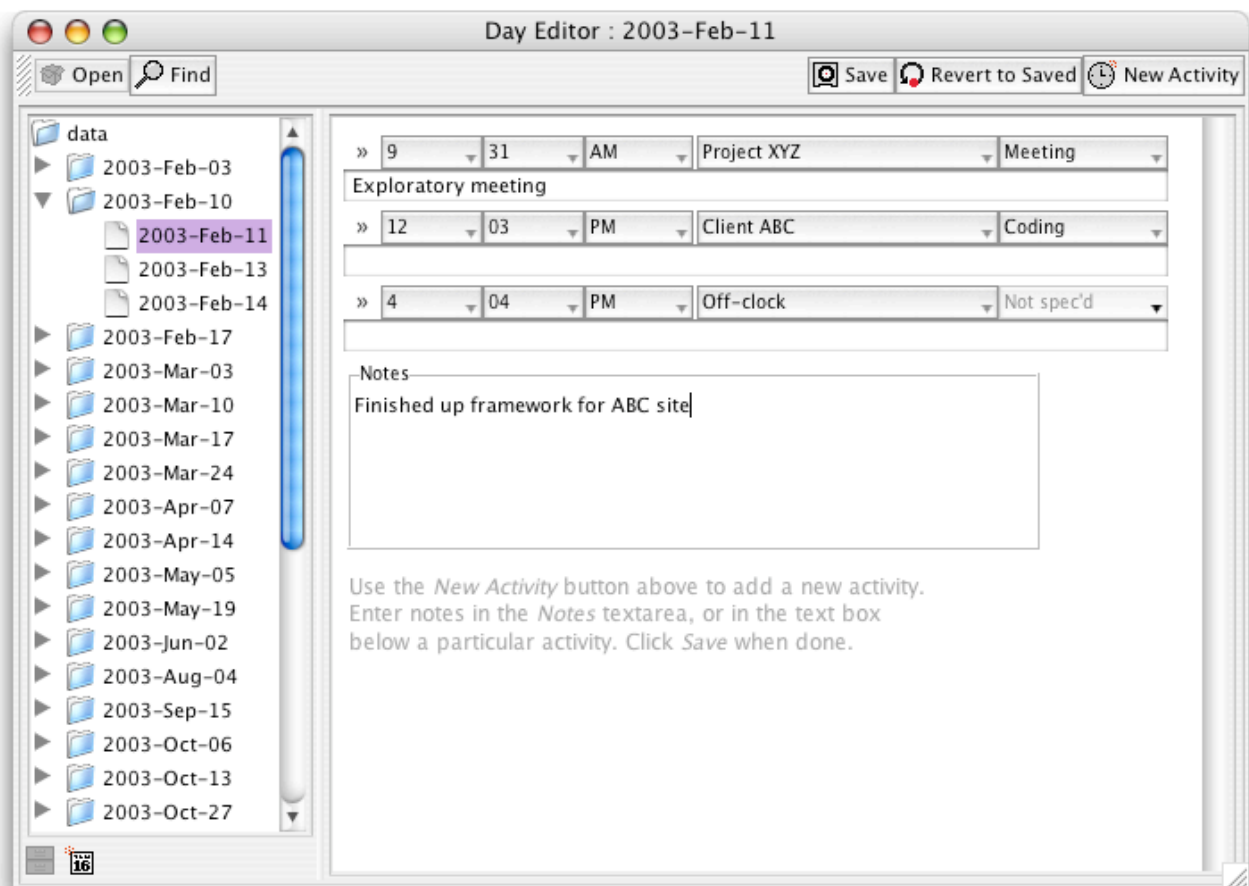 Day Editor : 2003-Feb-11
Open Find Save Revert to Saved New Activity
data
2003-Feb-03
2003-Feb-10
2003-Feb-11
2003-Feb-13
2003-Feb-14
2003-Feb-17
2003-Mar-03
2003-Mar-10
2003-Mar-17
2003-Mar-24
2003-Apr-07
2003-Apr-14
2003-May-05
2003-May-19
2003-Jun-02
2003-Aug-04
2003-Sep-15
2003-Oct-06
2003-Oct-13
2003-Oct-27
16
» 9 31 AM Project XYZ Meeting
Exploratory meeting
» 12 03 PM Client ABC Coding
» 4 04 PM Off-clock Not spec'd
Notes
Finished up framework for ABC site
Use the New Activity button above to add a new activity.
Enter notes in the Notes textarea, or in the text box
below a particular activity. Click Save when done.